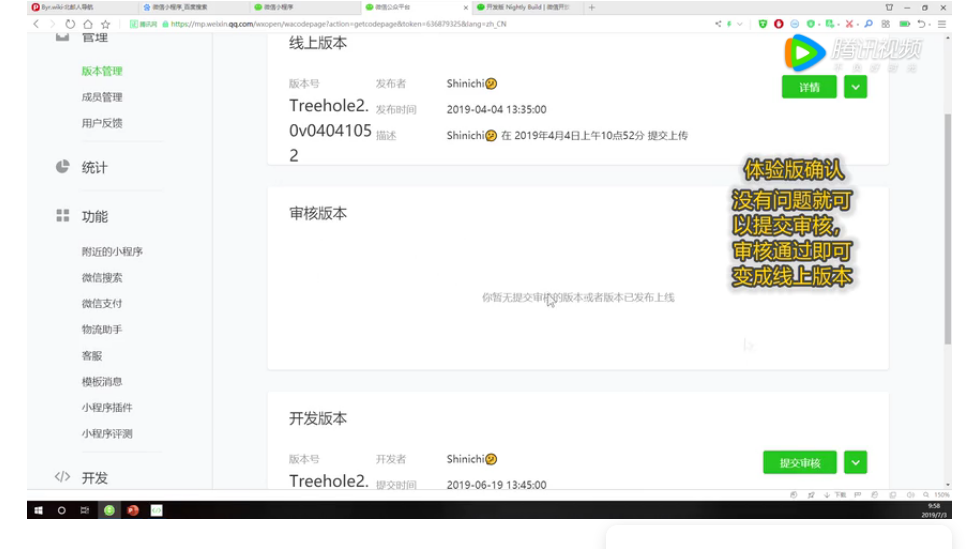 Byr.wiki-北邮人导航
微信小程序_百度搜索
微信小程序
微信公众平台
开发版 Nightly Build | 微信开
腾讯网 https://mp.weixin.qq.com/wxopen/wacodepage?action=getcodepage&token=636879325&lang=zh_CN
管理
版本管理
成员管理
用户反馈
统计
功能
附近的小程序
微信搜索
微信支付
物流助手
客服
模板消息
小程序插件
小程序评测
开发
线上版本
腾讯视频
版本号 发布者 Shinichi
详情
Treehole2. 发布时间 2019-04-04 13:35:00
0v0404105 描述 Shinichi 在 2019年4月4日上午10点52分 提交上传
2
体验版确认
没有问题就可
以提交审核，
审核通过即可
变成线上版本
审核版本
你暂无提交审核的版本或者版本已发布上线
开发版本
版本号 开发者 Shinichi
提交审核
Treehole2. 提交时间 2019-06-19 13:45:00
下载
150%
9:58
2019/7/3